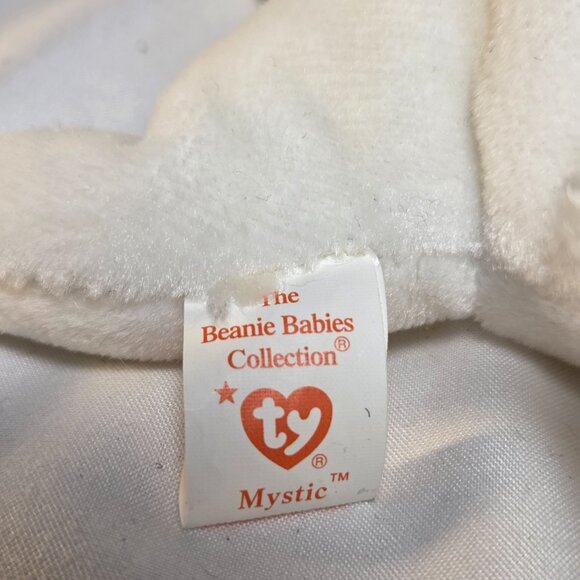 The
Beanie Babies
Collection®
ty®
Mystic™